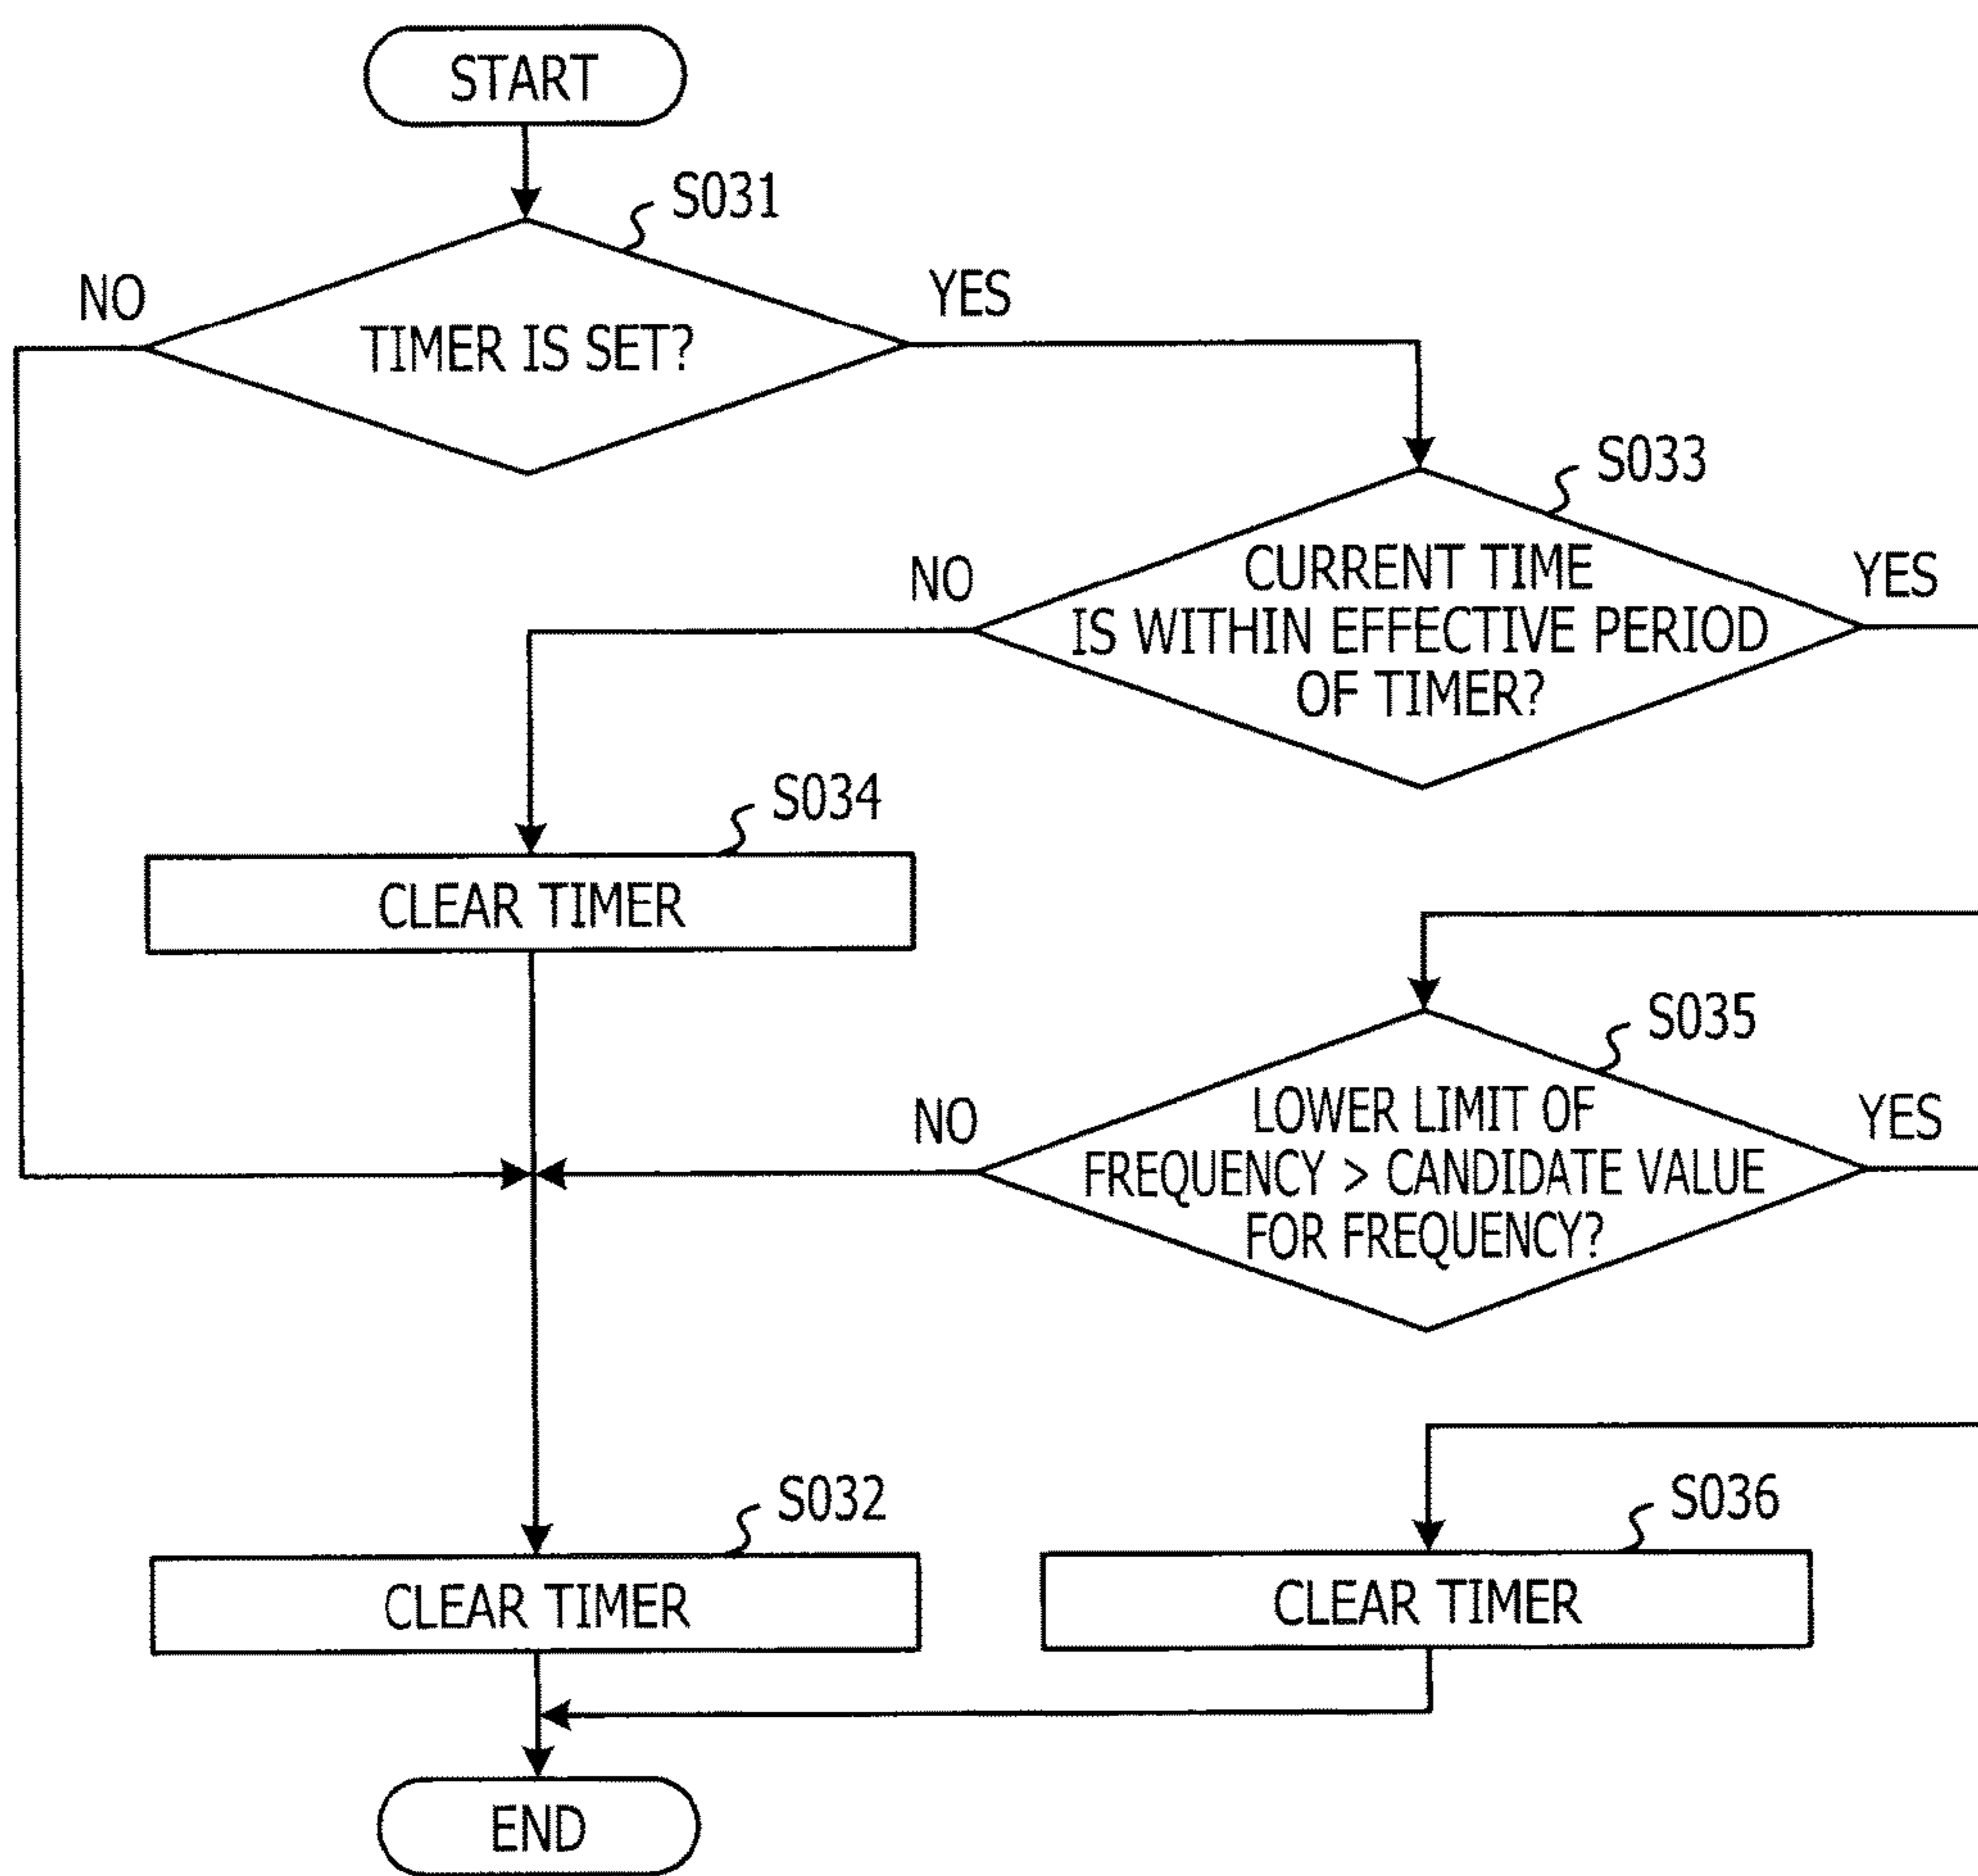 START
S031
NO
YES
TIMER IS SET?
S033
NO
YES
CURRENT TIME
IS WITHIN EFFECTIVE PERIOD
OF TIMER?
S034
CLEAR TIMER
S035
NO
YES
LOWER LIMIT OF
FREQUENCY > CANDIDATE VALUE
FOR FREQUENCY?
S032
CLEAR TIMER
S036
CLEAR TIMER
END